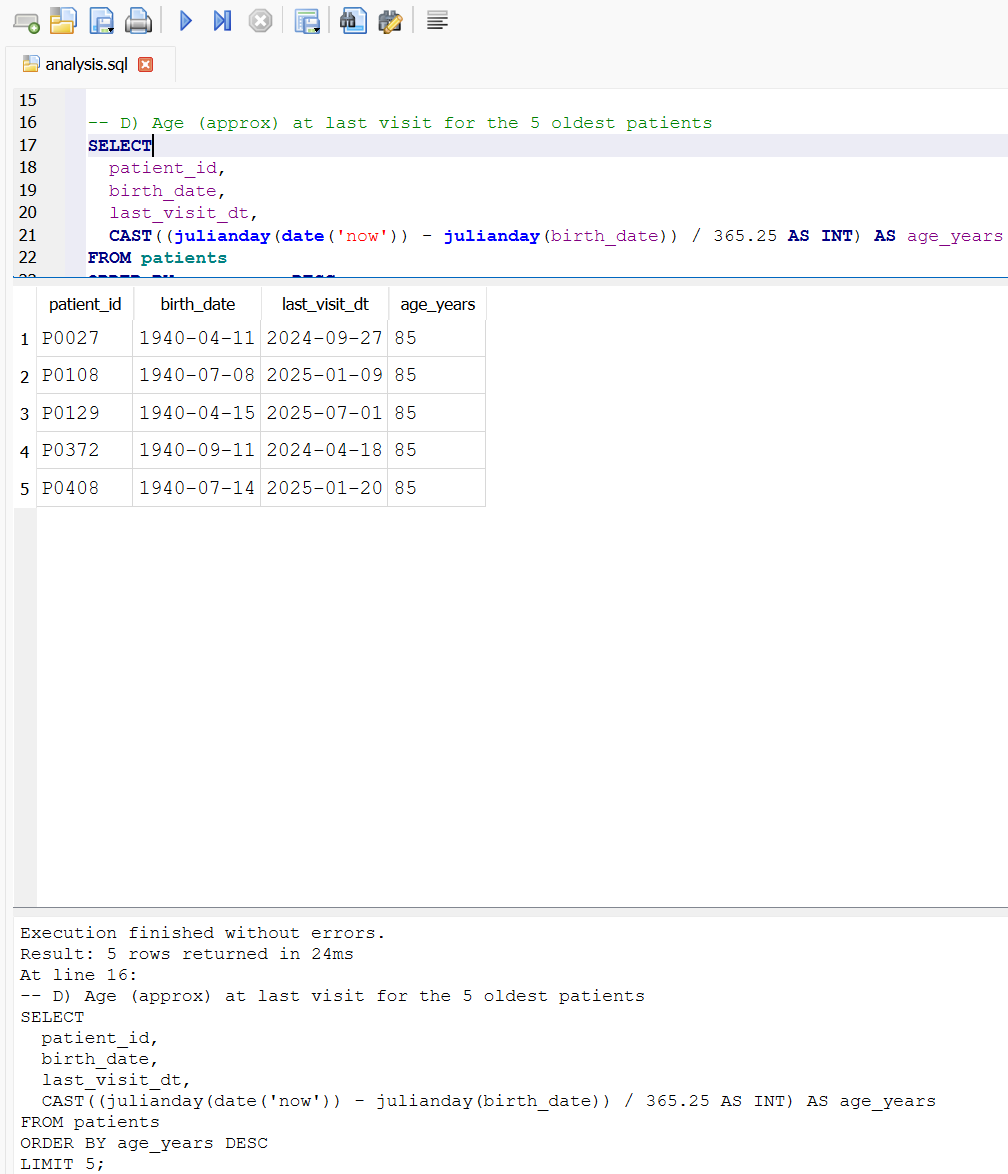 analysis.sql
15
16 -- D) Age (approx) at last visit for the 5 oldest patients
17 SELECT
18 patient_id,
19 birth_date,
20 last_visit_dt,
21 CAST((julianday(date('now')) - julianday(birth_date)) / 365.25 AS INT) AS age_years
22 FROM patients
patient_id birth_date last_visit_dt age_years
1 P0027 1940-04-11 2024-09-27 85
2 P0108 1940-07-08 2025-01-09 85
3 P0129 1940-04-15 2025-07-01 85
4 P0372 1940-09-11 2024-04-18 85
5 P0408 1940-07-14 2025-01-20 85
Execution finished without errors.
Result: 5 rows returned in 24ms
At line 16:
-- D) Age (approx) at last visit for the 5 oldest patients
SELECT
patient_id,
birth_date,
last_visit_dt,
CAST((julianday(date('now')) - julianday(birth_date)) / 365.25 AS INT) AS age_years
FROM patients
ORDER BY age_years DESC
LIMIT 5;